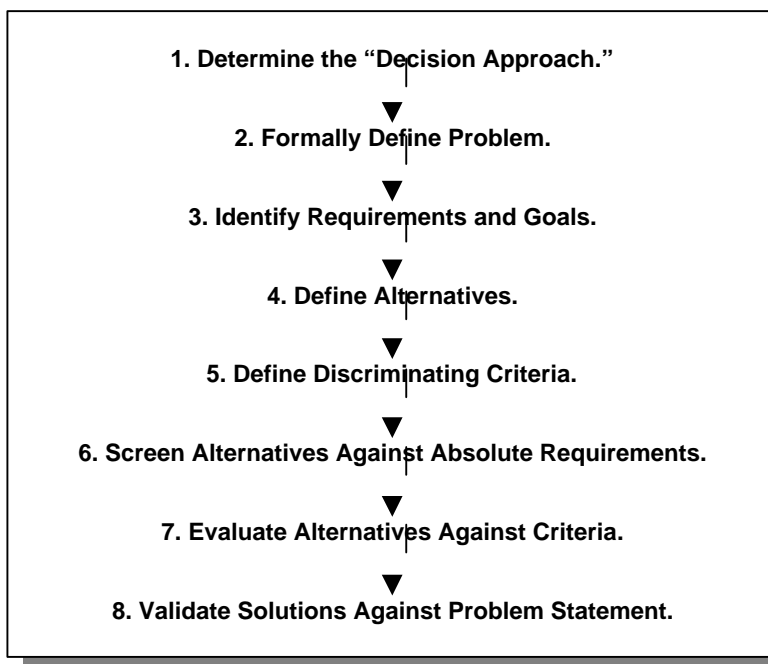 1. Determine the “Decision Approach.”
2. Formally Define Problem.
3. Identify Requirements and Goals.
4. Define Alternatives.
5. Define Discriminating Criteria.
6. Screen Alternatives Against Absolute Requirements.
7. Evaluate Alternatives Against Criteria.
8. Validate Solutions Against Problem Statement.